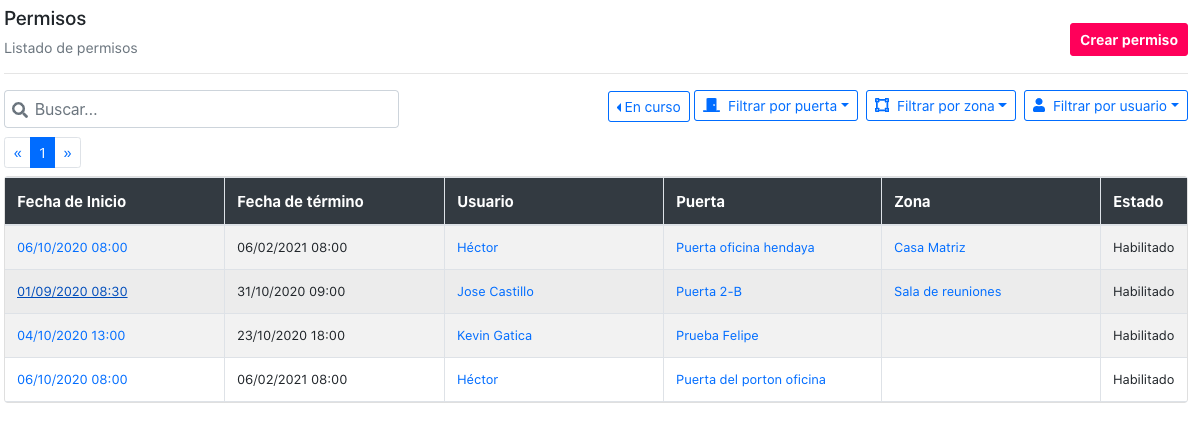 Permisos
Listado de permisos
Crear permiso
Buscar...
En curso Filtrar por puerta Filtrar por zona Filtrar por usuario
« 1 »
Fecha de Inicio Fecha de término Usuario Puerta Zona Estado
06/10/2020 08:00 06/02/2021 08:00 Héctor Puerta oficina hendaya Casa Matriz Habilitado
01/09/2020 08:30 31/10/2020 09:00 Jose Castillo Puerta 2-B Sala de reuniones Habilitado
04/10/2020 13:00 23/10/2020 18:00 Kevin Gatica Prueba Felipe Habilitado
06/10/2020 08:00 06/02/2021 08:00 Héctor Puerta del porton oficina Habilitado